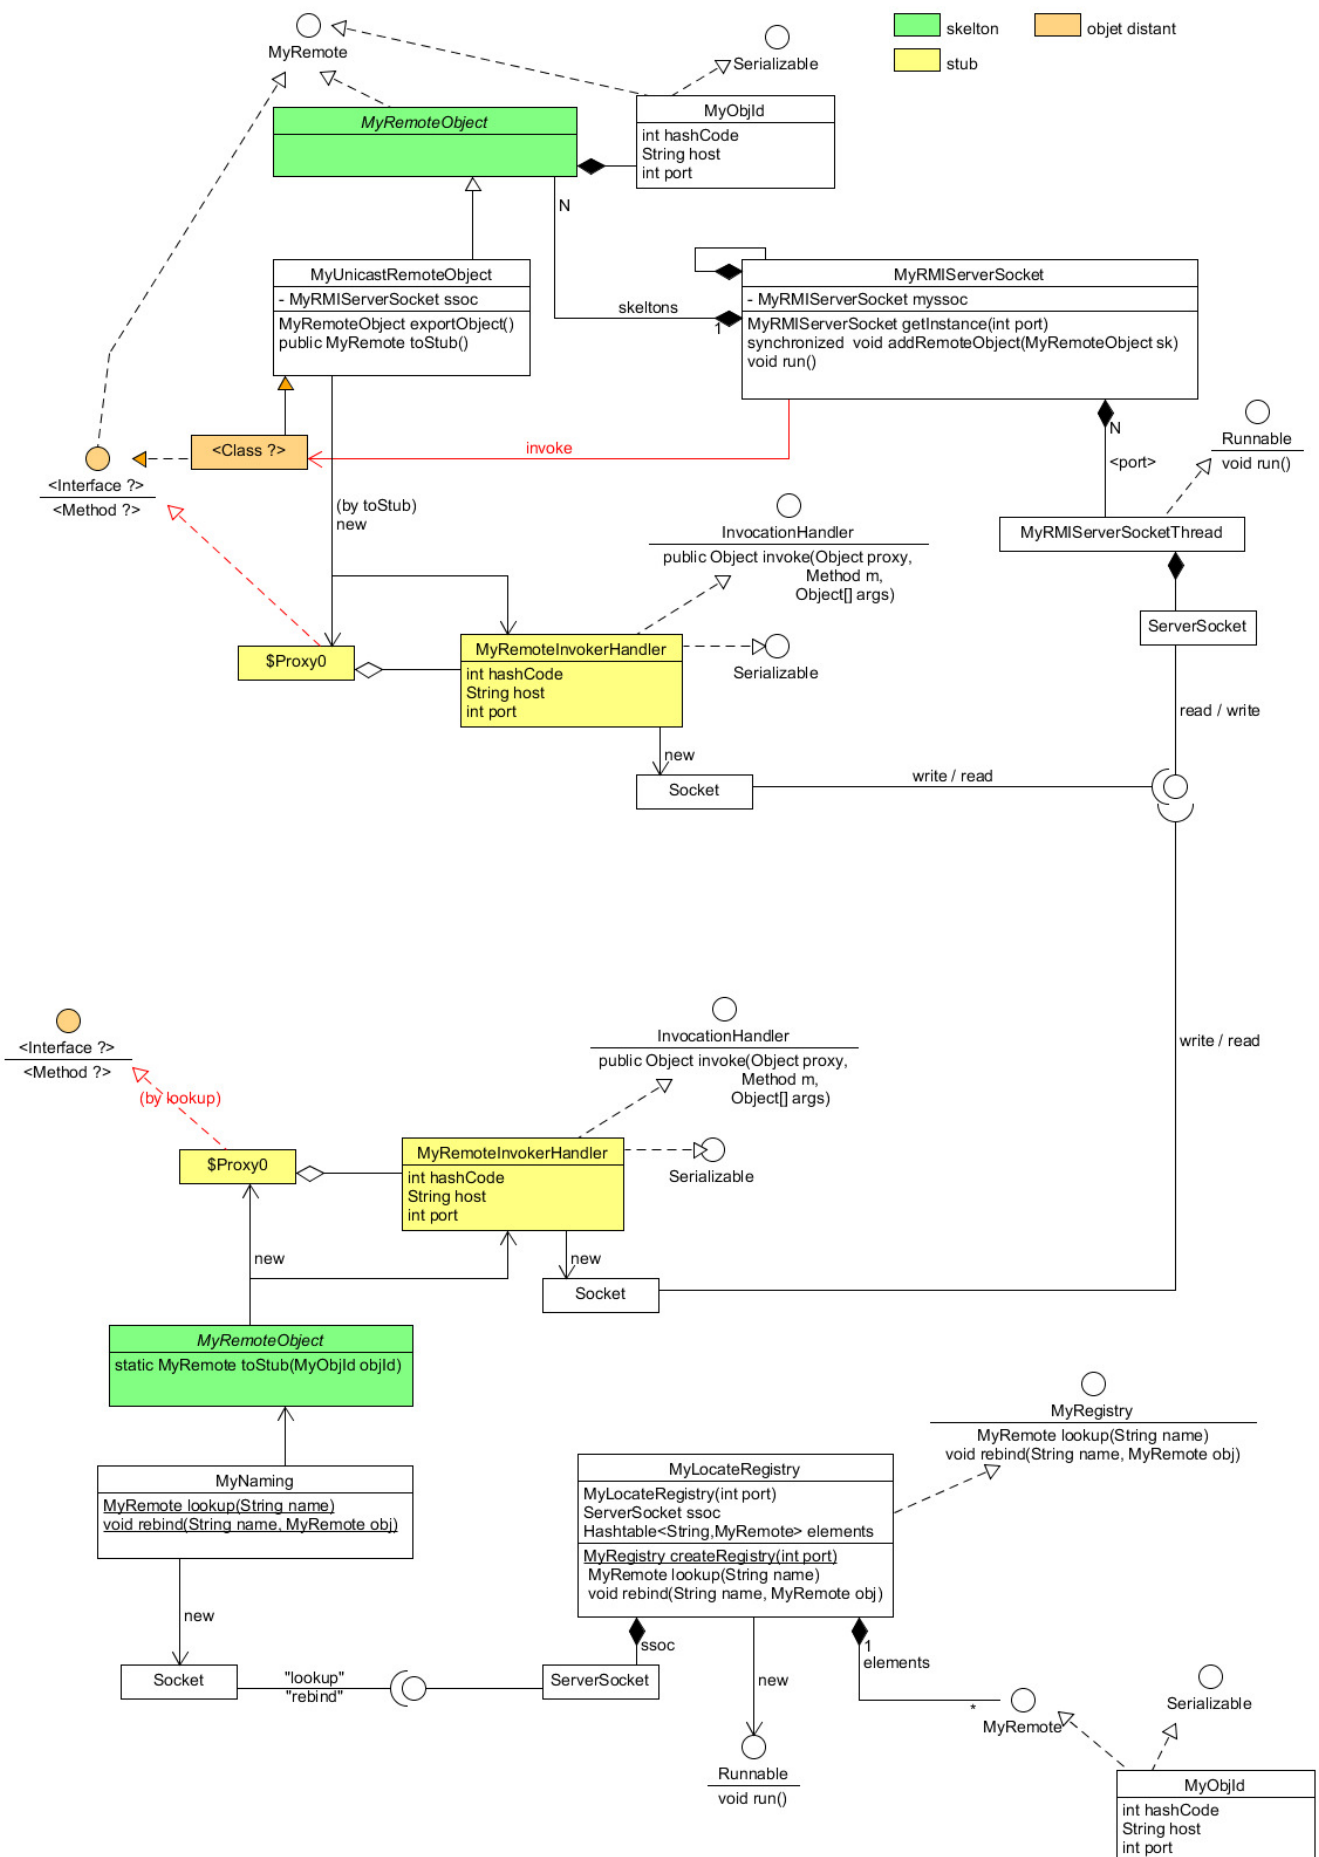 MyRemote
Serializable
skelton
objet distant
stub
MyRemoteObject
MyObjId
int hashCode
String host
int port
N
MyUnicastRemoteObject
- MyRMIServerSocket ssoc
MyRemoteObject exportObject()
public MyRemote toStub()
skeltons
1
MyRMIServerSocket
- MyRMIServerSocket myssoc
MyRMIServerSocket getInstance(int port)
synchronized  void addRemoteObject(MyRemoteObject sk)
void run()
<Class ?>
invoke
N
<port>
Runnable
void run()
<Interface ?>
<Method ?>
(by toStub)
new
InvocationHandler
public Object invoke(Object proxy,
Method m,
Object[] args)
MyRMIServerSocketThread
ServerSocket
$Proxy0
MyRemoteInvokerHandler
int hashCode
String host
int port
Serializable
new
Socket
write / read
read / write
<Interface ?>
<Method ?>
(by lookup)
InvocationHandler
public Object invoke(Object proxy,
Method m,
Object[] args)
write / read
$Proxy0
MyRemoteInvokerHandler
int hashCode
String host
int port
Serializable
new
new
Socket
MyRemoteObject
static MyRemote toStub(MyObjId objId)
MyNaming
MyRemote lookup(String name)
void rebind(String name, MyRemote obj)
new
Socket
"lookup"
"rebind"
ServerSocket
MyLocateRegistry
MyLocateRegistry(int port)
ServerSocket ssoc
Hashtable<String,MyRemote> elements
MyRegistry createRegistry(int port)
MyRemote lookup(String name)
void rebind(String name, MyRemote obj)
MyRegistry
MyRemote lookup(String name)
void rebind(String name, MyRemote obj)
ssoc
new
1
elements
*
MyRemote
Serializable
Runnable
void run()
MyObjId
int hashCode
String host
int port